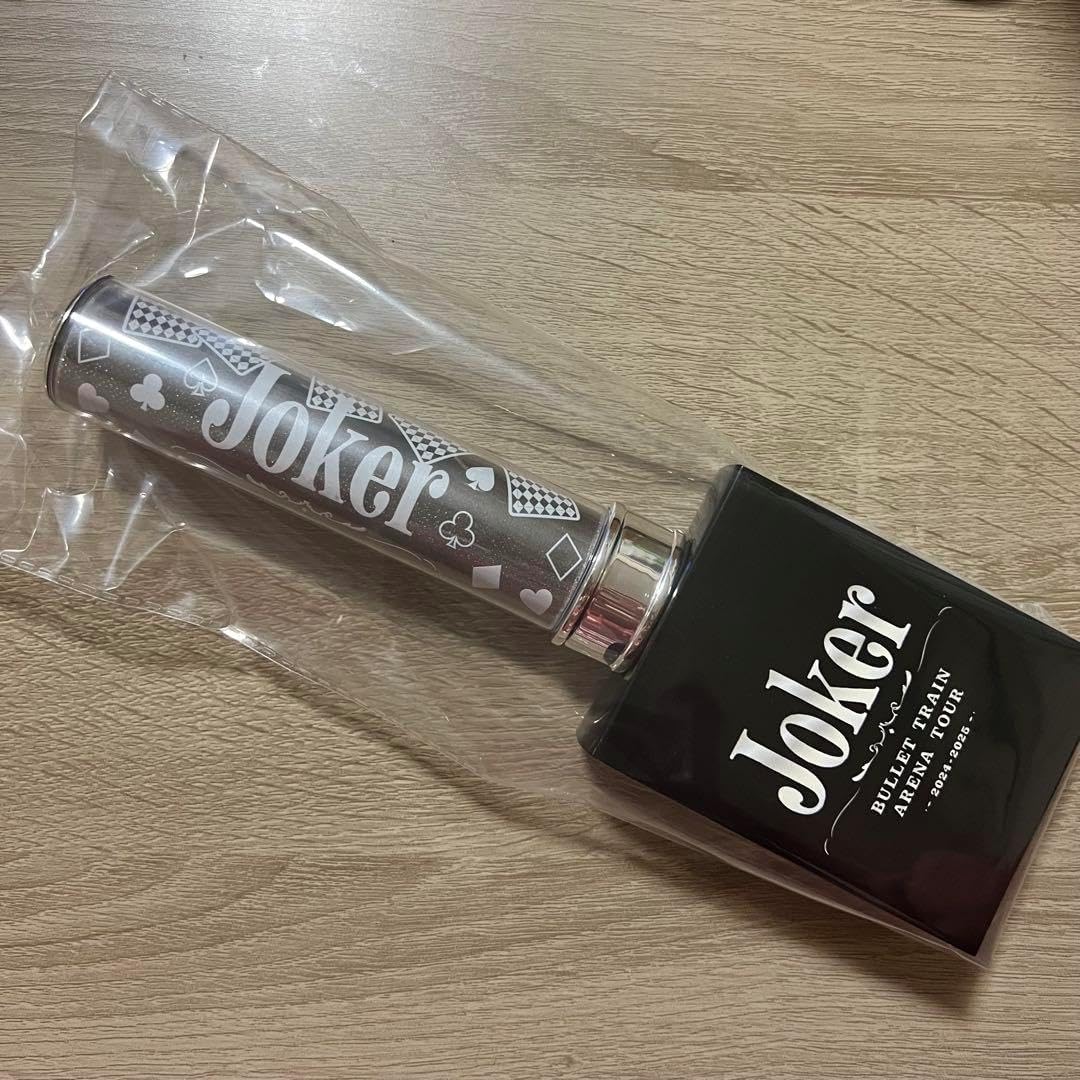 Joker
Joker
BULLET TRAIN
ARENA TOUR
-2024-2025-